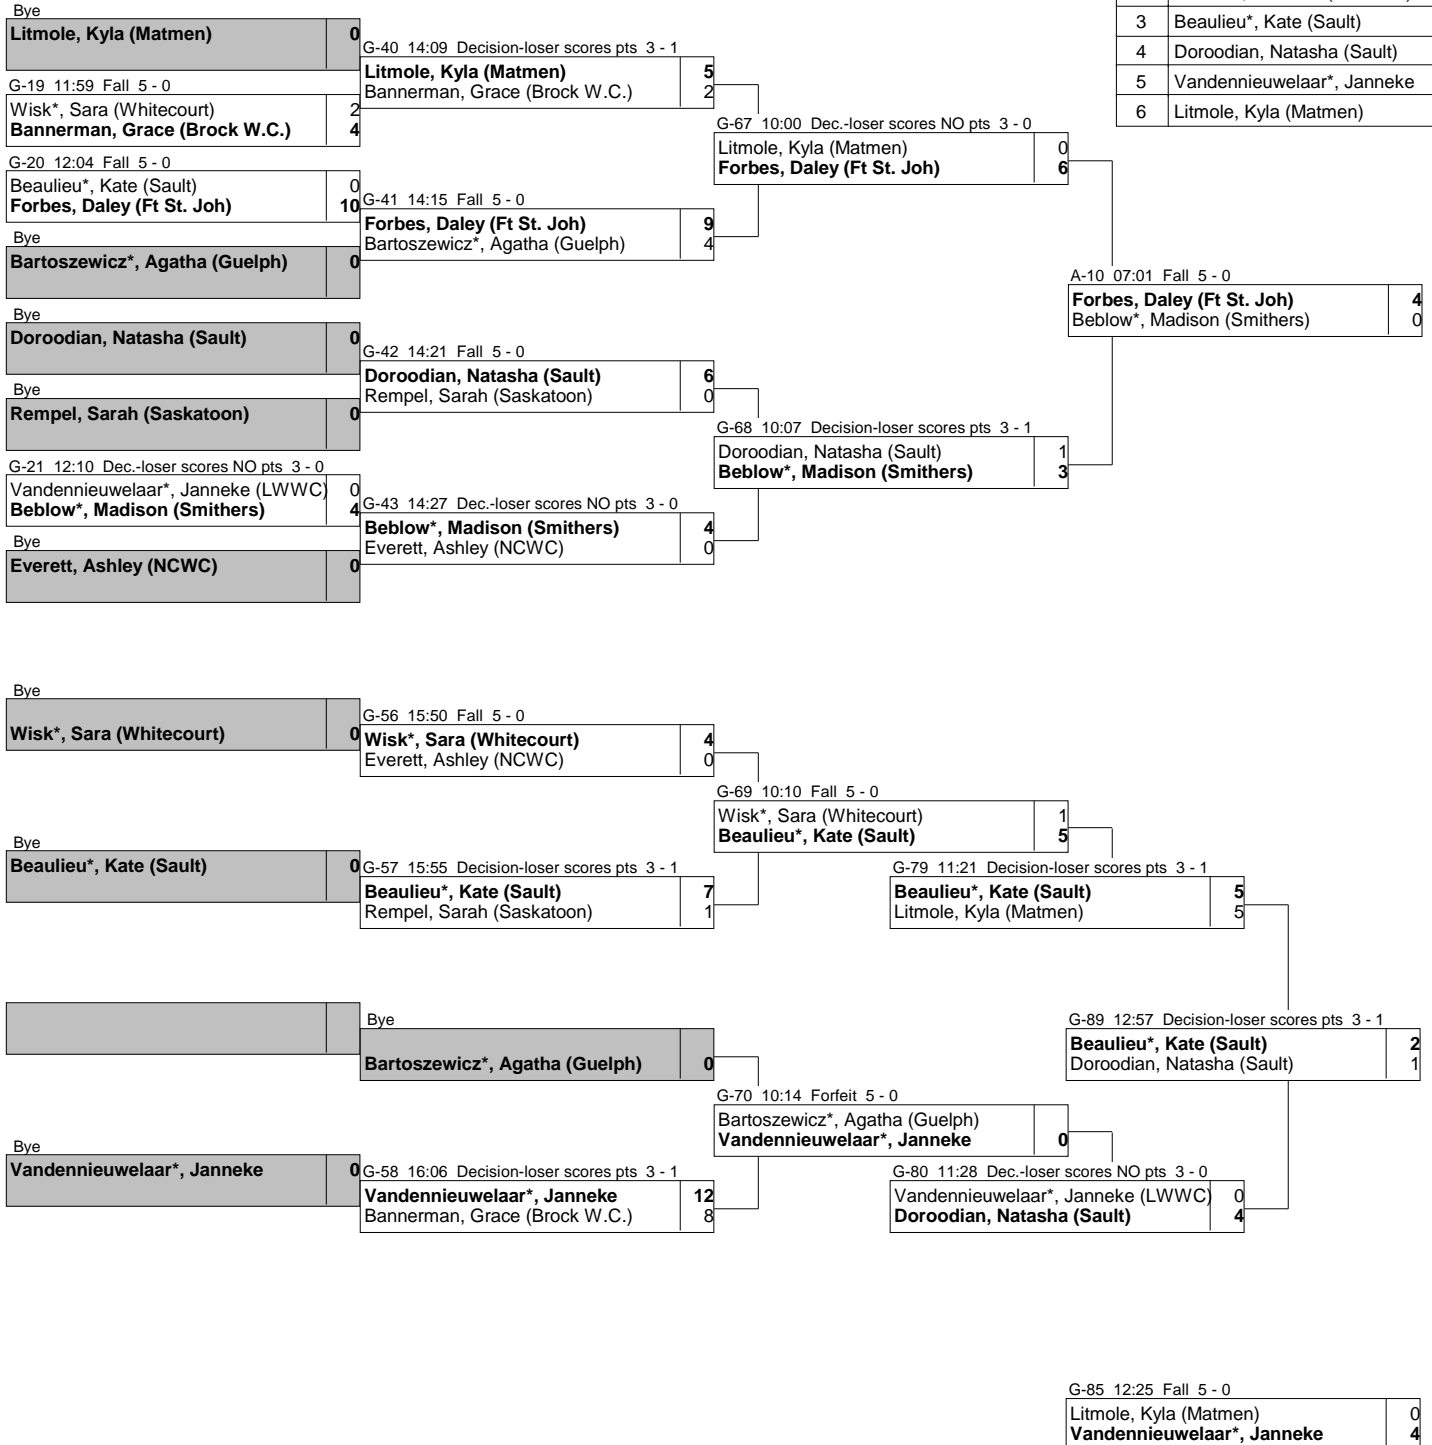 Bye
Litmole, Kyla (Matmen) 0
G-19 11:59 Fall 5 - 0
Wisk*, Sara (Whitecourt) 2
Bannerman, Grace (Brock W.C.) 4
G-20 12:04 Fall 5 - 0
Beaulieu*, Kate (Sault) 0
Forbes, Daley (Ft St. Joh) 10
Bye
Bartoszewicz*, Agatha (Guelph) 0
Bye
Doroodian, Natasha (Sault) 0
Bye
Rempel, Sarah (Saskatoon) 0
G-21 12:10 Dec.-loser scores NO pts 3 - 0
Vandennieuwelaar*, Janneke (LWWC) 0
Beblow*, Madison (Smithers) 4
Bye
Everett, Ashley (NCWC) 0
G-40 14:09 Decision-loser scores pts 3 - 1
Litmole, Kyla (Matmen) 5
Bannerman, Grace (Brock W.C.) 2
G-41 14:15 Fall 5 - 0
Forbes, Daley (Ft St. Joh) 9
Bartoszewicz*, Agatha (Guelph) 4
G-42 14:21 Fall 5 - 0
Doroodian, Natasha (Sault) 6
Rempel, Sarah (Saskatoon) 0
G-43 14:27 Dec.-loser scores NO pts 3 - 0
Beblow*, Madison (Smithers) 4
Everett, Ashley (NCWC) 0
G-67 10:00 Dec.-loser scores NO pts 3 - 0
Litmole, Kyla (Matmen) 0
Forbes, Daley (Ft St. Joh) 6
G-68 10:07 Decision-loser scores pts 3 - 1
Doroodian, Natasha (Sault) 1
Beblow*, Madison (Smithers) 3
A-10 07:01 Fall 5 - 0
Forbes, Daley (Ft St. Joh) 4
Beblow*, Madison (Smithers) 0
3 Beaulieu*, Kate (Sault)
4 Doroodian, Natasha (Sault)
5 Vandennieuwelaar*, Janneke
6 Litmole, Kyla (Matmen)
Bye
Wisk*, Sara (Whitecourt) 0
Bye
Beaulieu*, Kate (Sault) 0
Bye
Vandennieuwelaar*, Janneke 0
G-56 15:50 Fall 5 - 0
Wisk*, Sara (Whitecourt) 4
Everett, Ashley (NCWC) 0
G-57 15:55 Decision-loser scores pts 3 - 1
Beaulieu*, Kate (Sault) 7
Rempel, Sarah (Saskatoon) 1
Bye
Bartoszewicz*, Agatha (Guelph) 0
G-58 16:06 Decision-loser scores pts 3 - 1
Vandennieuwelaar*, Janneke 12
Bannerman, Grace (Brock W.C.) 8
G-69 10:10 Fall 5 - 0
Wisk*, Sara (Whitecourt) 1
Beaulieu*, Kate (Sault) 5
G-70 10:14 Forfeit 5 - 0
Bartoszewicz*, Agatha (Guelph)
Vandennieuwelaar*, Janneke 0
G-79 11:21 Decision-loser scores pts 3 - 1
Beaulieu*, Kate (Sault) 5
Litmole, Kyla (Matmen) 5
G-80 11:28 Dec.-loser scores NO pts 3 - 0
Vandennieuwelaar*, Janneke (LWWC) 0
Doroodian, Natasha (Sault) 4
G-89 12:57 Decision-loser scores pts 3 - 1
Beaulieu*, Kate (Sault) 2
Doroodian, Natasha (Sault) 1
G-85 12:25 Fall 5 - 0
Litmole, Kyla (Matmen) 0
Vandennieuwelaar*, Janneke 4